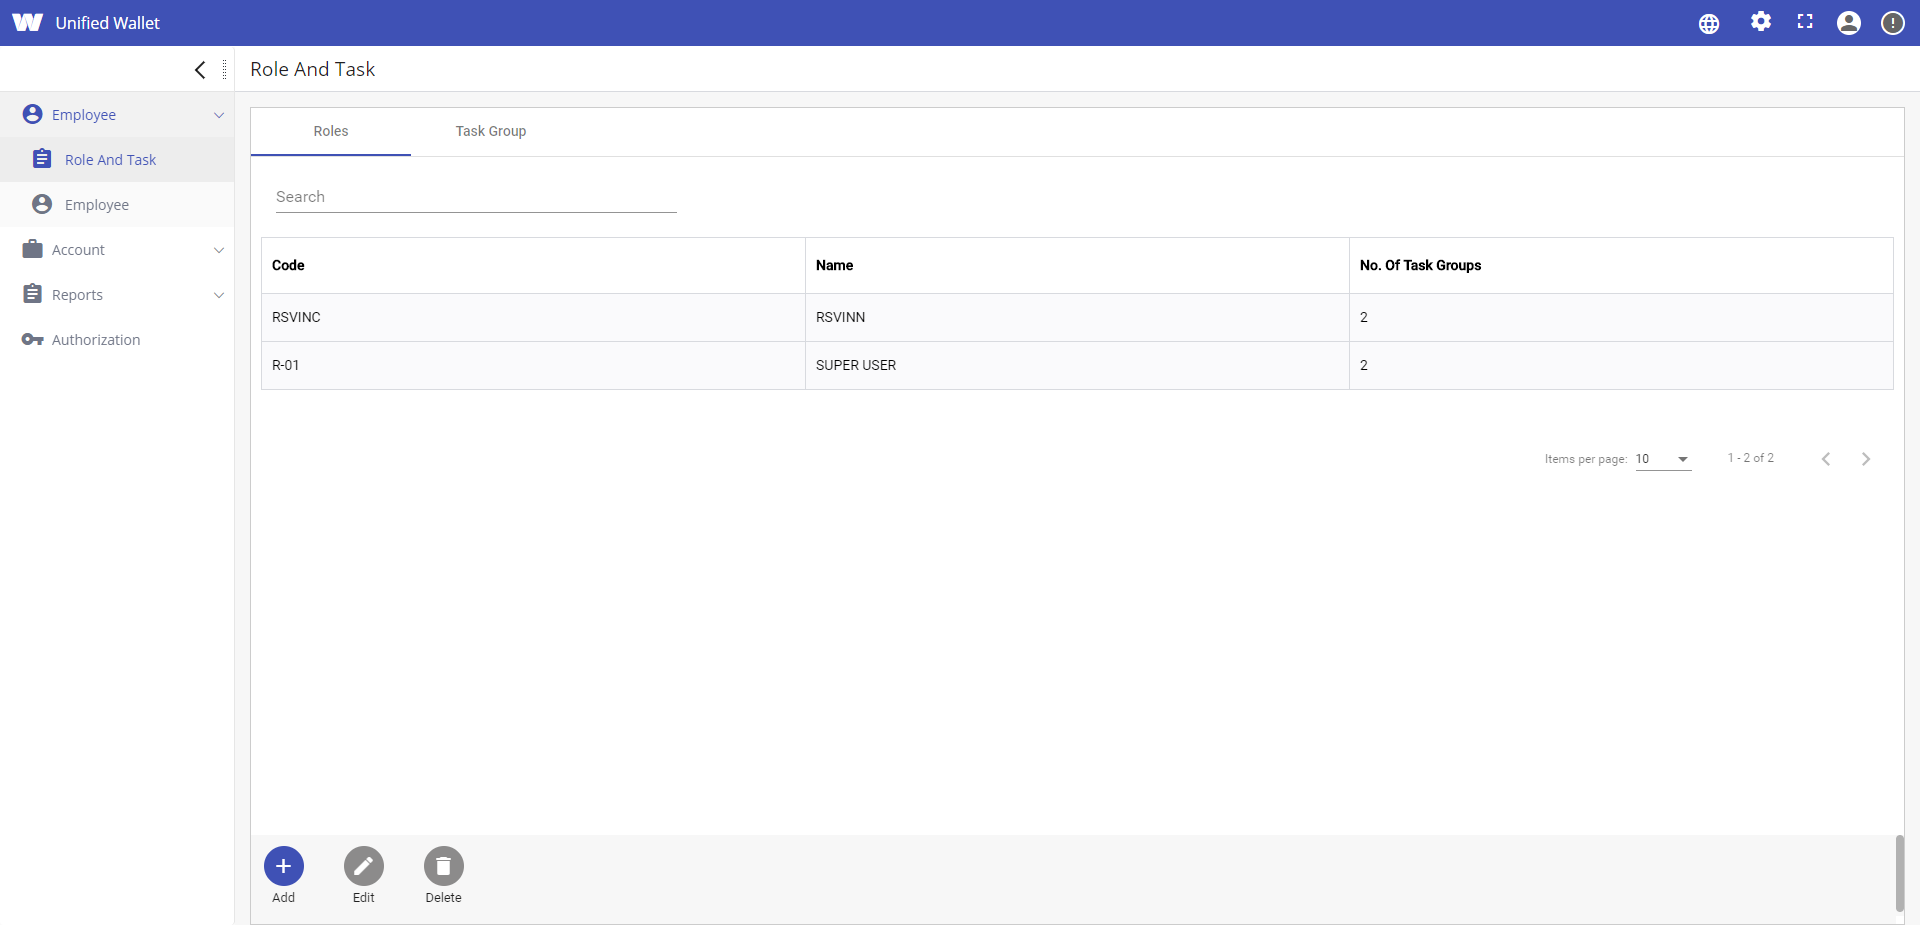 Unified Wallet
Role And Task
Employee
Role And Task
Employee
Account
Reports
Authorization
Roles
Task Group
Search
Code Name No. Of Task Groups
RSVINC RSVINN 2
R-01 SUPER USER 2
Items per page: 10 1 - 2 of 2
Add Edit Delete